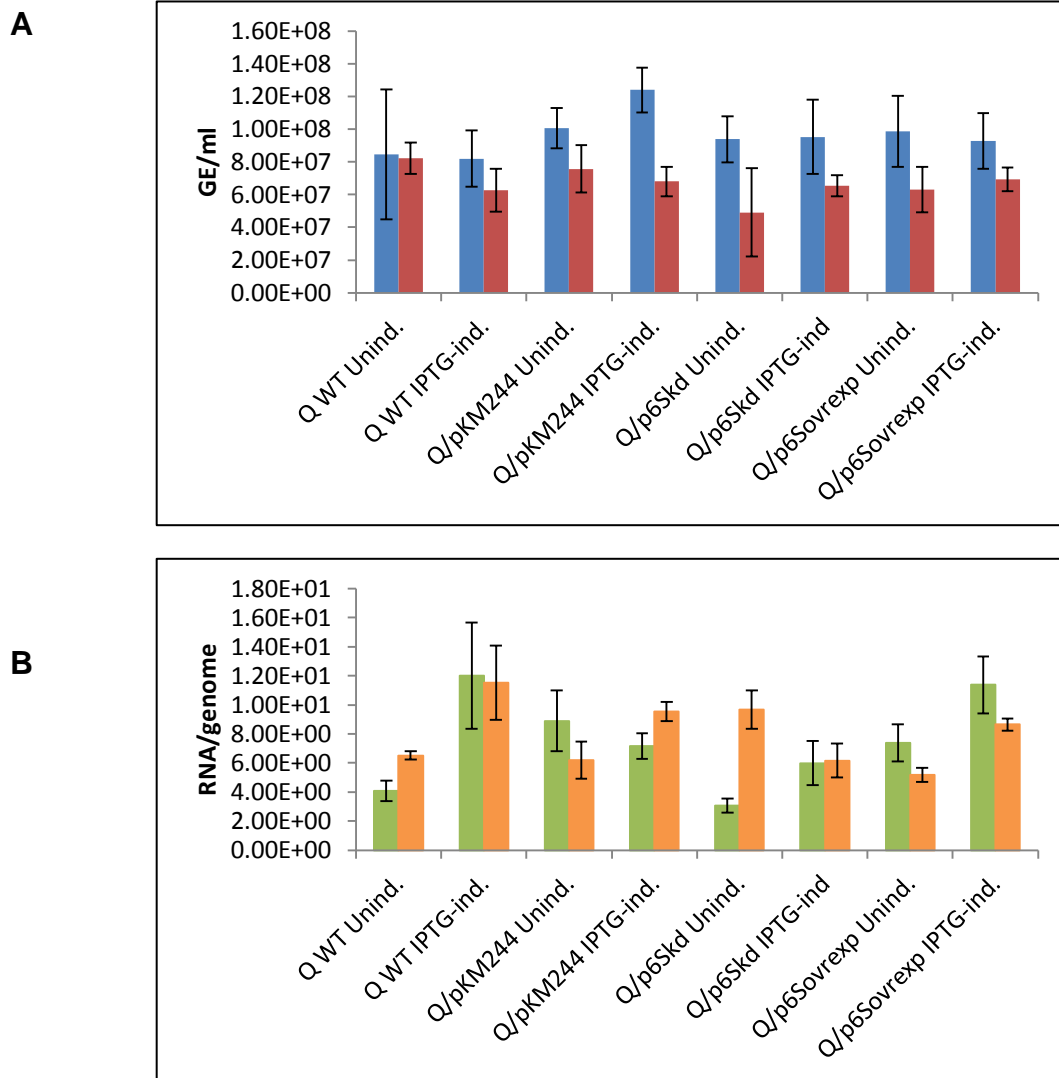 A
1.60E+08
1.40E+08
1.20E+08
1.00E+08
8.00E+07
6.00E+07
4.00E+07
2.00E+07
0.00E+00
GE/ml
Q WT Unind.
Q WT IPTG-ind.
Q/pKM244 Unind.
Q/pKM244 IPTG-ind.
Q/p6Skd Unind.
Q/p6Skd IPTG-ind
Q/p6Sovrexp Unind.
Q/p6Sovrexp IPTG-ind.
B
1.80E+01
1.60E+01
1.40E+01
1.20E+01
1.00E+01
8.00E+00
6.00E+00
4.00E+00
2.00E+00
0.00E+00
RNA/genome
Q WT Unind.
Q WT IPTG-ind.
Q/pKM244 Unind.
Q/pKM244 IPTG-ind.
Q/p6Skd Unind.
Q/p6Skd IPTG-ind
Q/p6Sovrexp Unind.
Q/p6Sovrexp IPTG-ind.